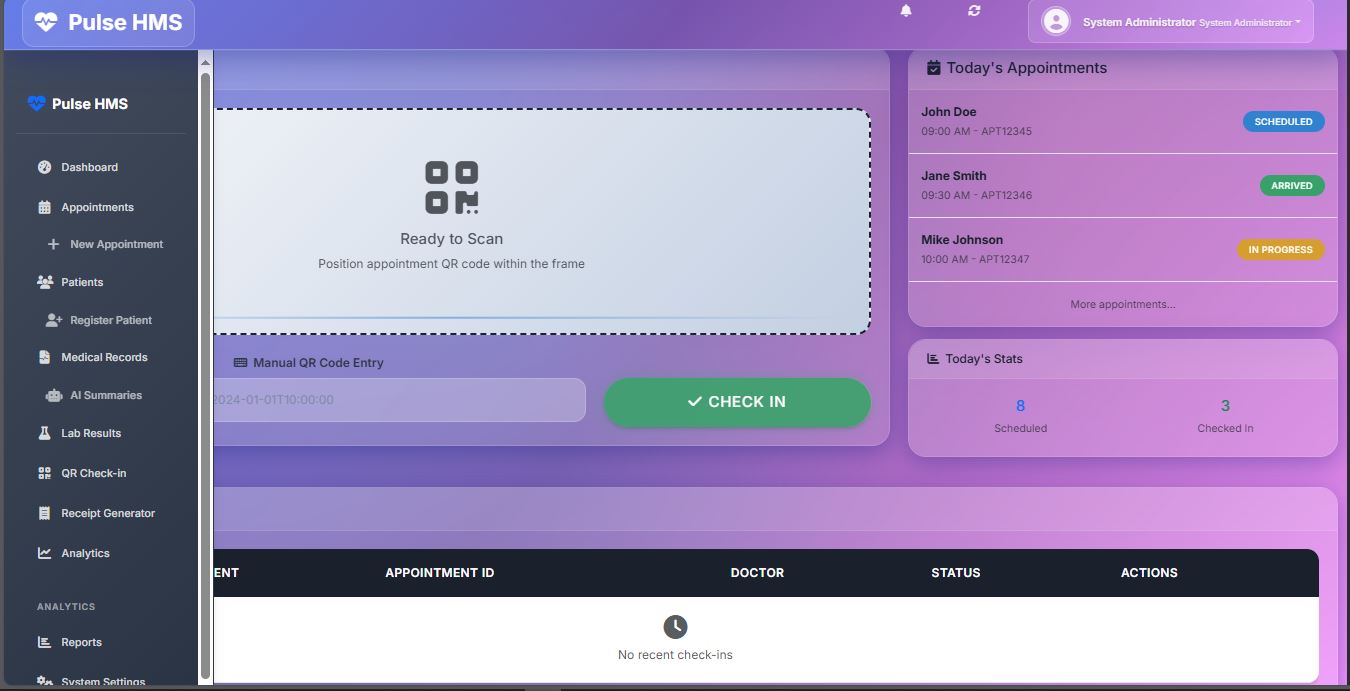 Pulse HMS
System Administrator System Administrator
Pulse HMS
Dashboard
Appointments
New Appointment
Patients
Register Patient
Medical Records
AI Summaries
Lab Results
QR Check-in
Receipt Generator
Analytics
ANALYTICS
Reports
System Settings
Ready to Scan
Position appointment QR code within the frame
Manual QR Code Entry
2024-01-01T10:00:00
CHECK IN
Today's Appointments
John Doe
09:00 AM - APT12345
SCHEDULED
Jane Smith
09:30 AM - APT12346
ARRIVED
Mike Johnson
10:00 AM - APT12347
IN PROGRESS
More appointments...
Today's Stats
8
Scheduled
3
Checked In
ENT APPOINTMENT ID DOCTOR STATUS ACTIONS
No recent check-ins